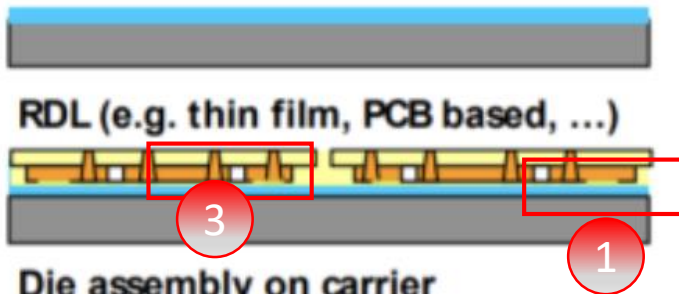 RDL (e.g. thin film, PCB based, ...)
3
1
Die assembly on carrier